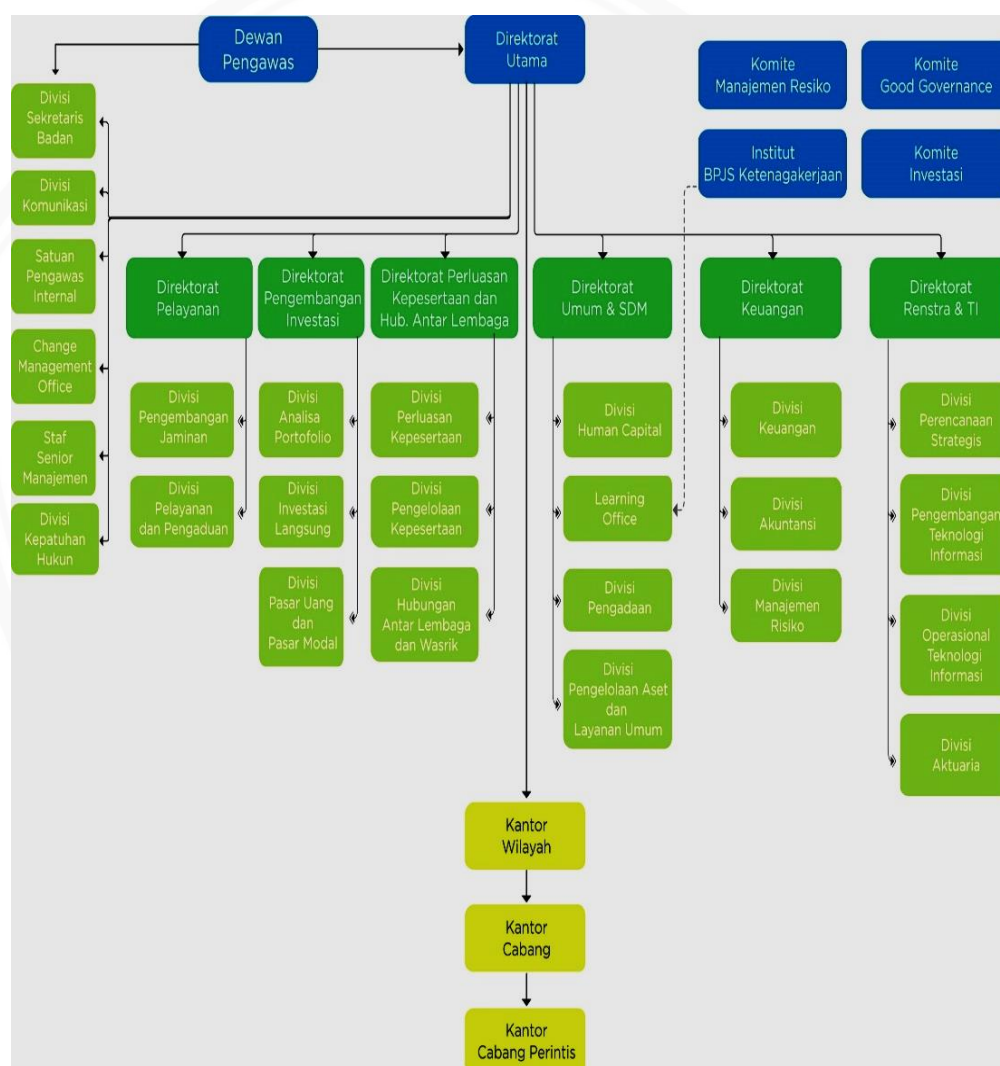 Dewan
Pengawas
Direktorat
Utama
Komite
Manajemen Resiko
Komite
Good Governance
Institut
BPJS Ketenagakerjaan
Komite
Investasi
Divisi
Sekretaris
Badan
Divisi
Komunikasi
Satuan
Pengawas
Internal
Change
Management
Office
Staf
Senior
Manajemen
Divisi
Kepatuhan
Hukun
Direktorat
Pelayanan
Direktorat
Pengembangan
Investasi
Direktorat Perluasan
Kepesertaan dan
Hub. Antar Lembaga
Direktorat
Umum & SDM
Direktorat
Keuangan
Direktorat
Renstra & TI
Divisi
Pengembangan
Jaminan
Divisi
Pelayanan
dan Pengaduan
Divisi
Analisa
Portofolio
Divisi
Investasi
Langsung
Divisi
Pasar Uang
dan
Pasar Modal
Divisi
Perluasan
Kepesertaan
Divisi
Pengelolaan
Kepesertaan
Divisi
Hubungan
Antar Lembaga
dan Wasrik
Divisi
Human Capital
Learning
Office
Divisi
Pengadaan
Divisi
Pengelolaan Aset
dan
Layanan Umum
Divisi
Keuangan
Divisi
Akuntansi
Divisi
Manajemen
Risiko
Divisi
Perencanaan
Strategis
Divisi
Pengembangan
Teknologi
Informasi
Divisi
Operasional
Teknologi
Informasi
Divisi
Aktuaria
Kantor
Wilayah
Kantor
Cabang
Kantor
Cabang Perintis